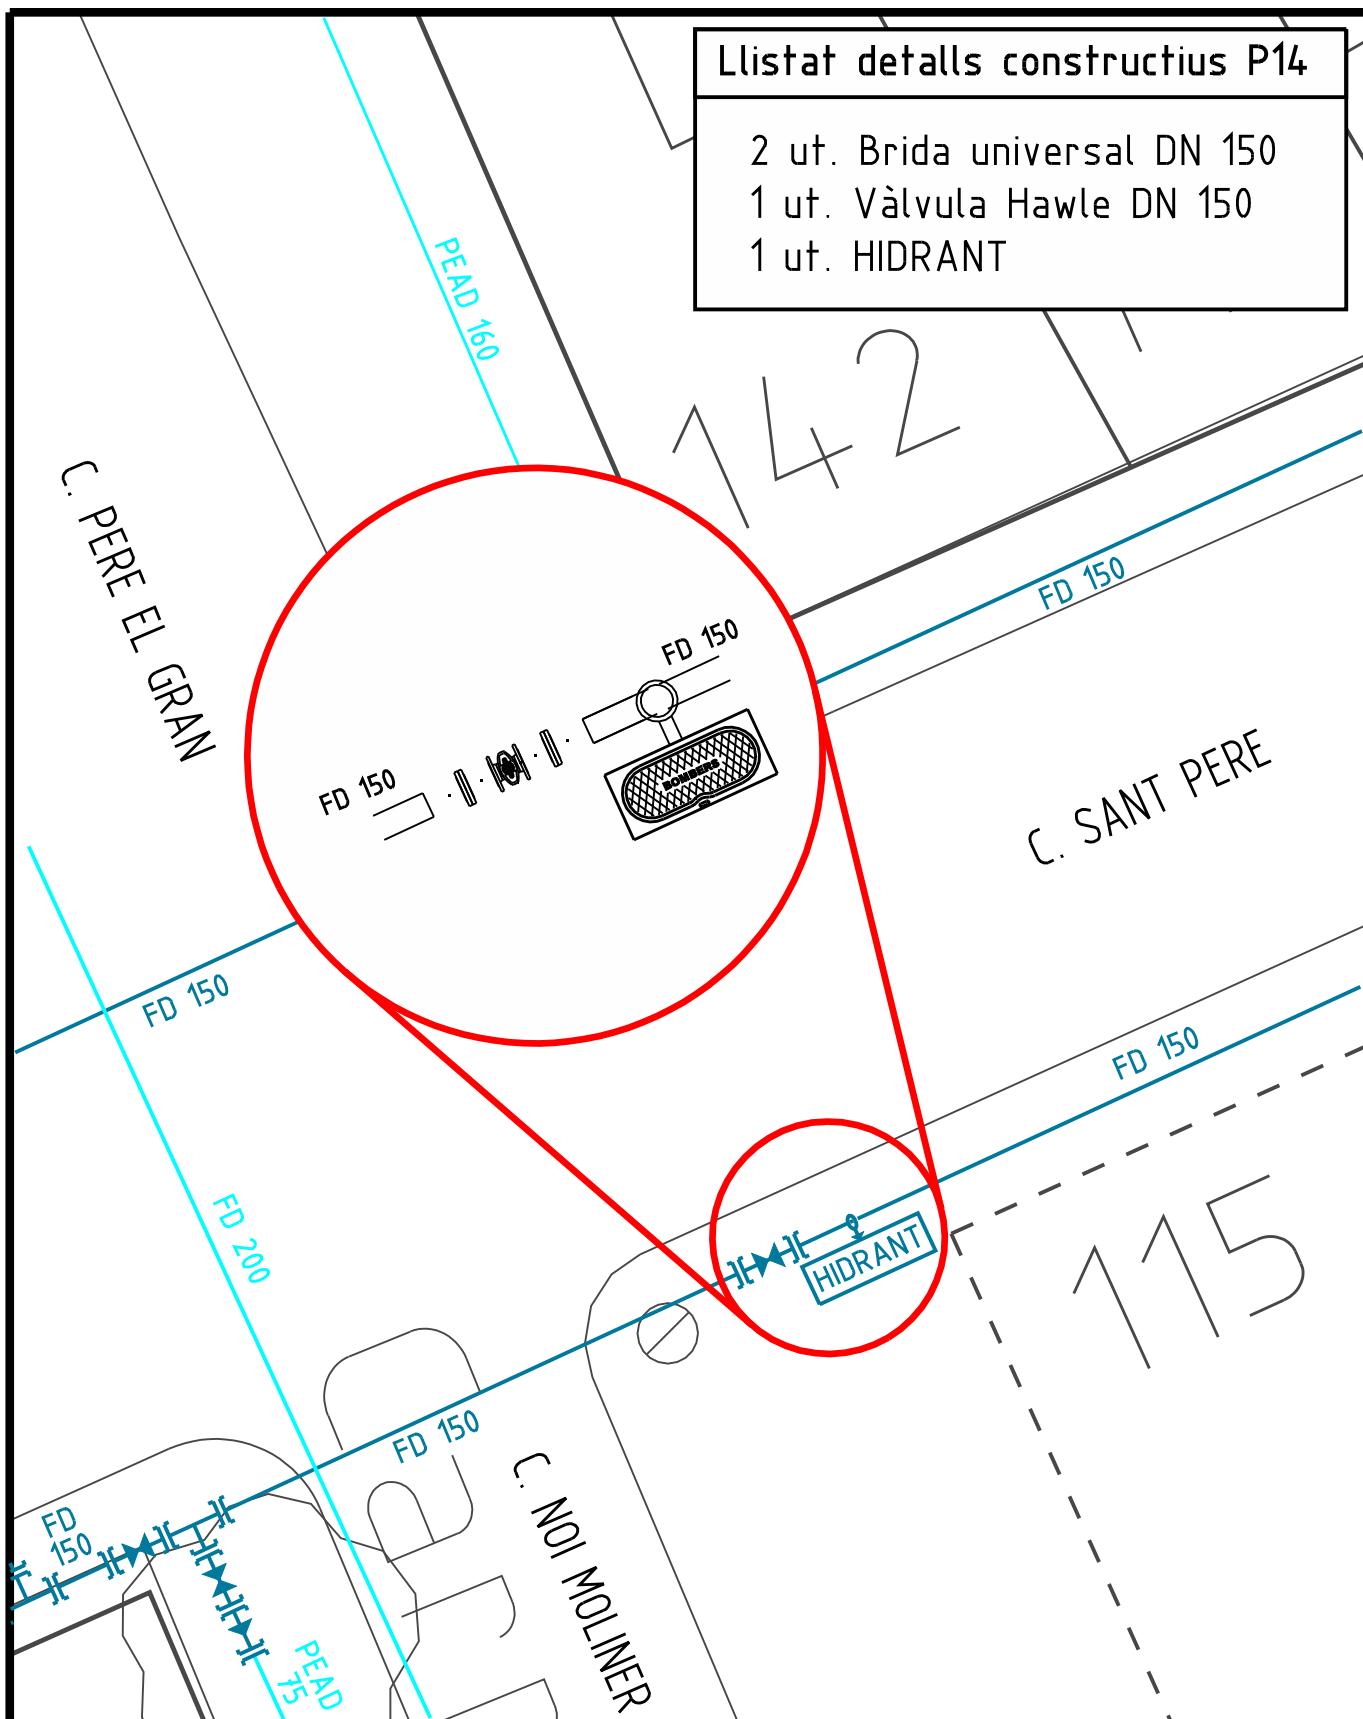 Llistat detalls constructius P14
2 ut. Brida universal DN 150
1 ut. Vàlvula Hawle DN 150
1 ut. HIDRANT
PEAD 160
142
C. PERE EL GRAN
FD 150
FD 150
FD 150
BOMBERS
C. SANT PERE
FD 150
FD 150
FD 200
HIDRANT
115
FD 150
C. NOI MOLINER
FD
150
PEAD
75